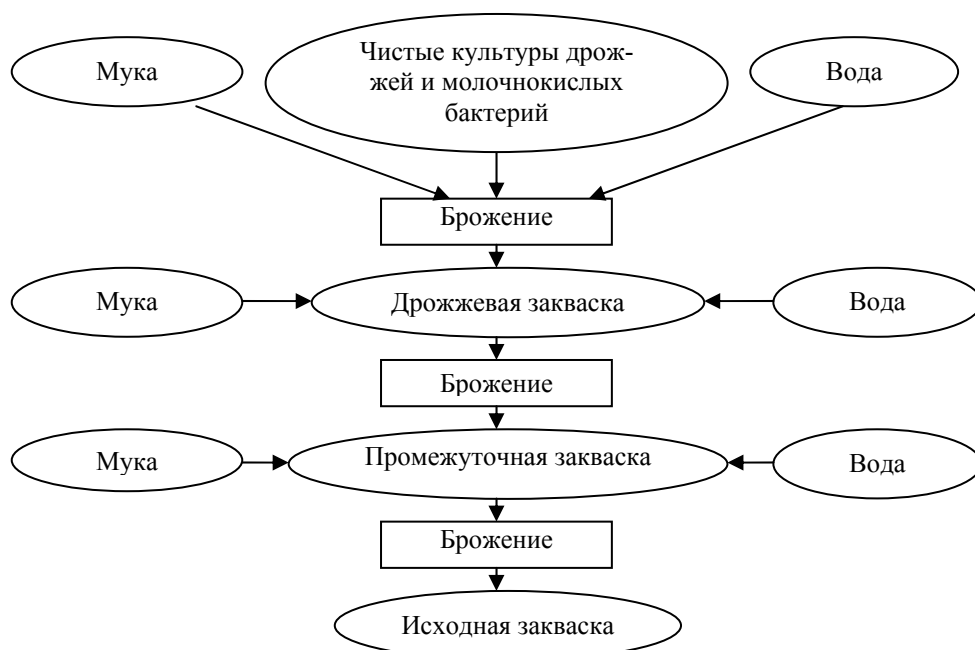 Мука
Чистые культуры дрож-
жей и молочнокислых
бактерий
Вода
Брожение
Мука
Дрожжевая закваска
Вода
Брожение
Мука
Промежуточная закваска
Вода
Брожение
Исходная закваска